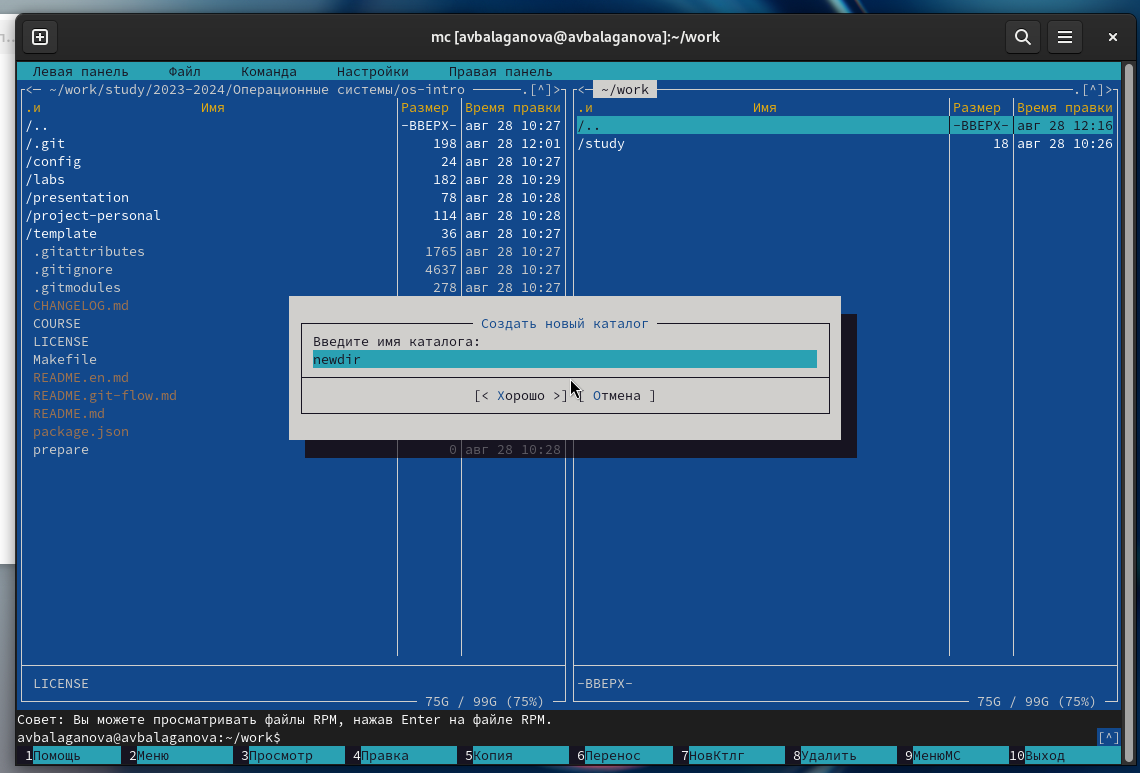 mc [avbalaganova@avbalaganova]:~/work
Левая панель Файл Команда Настройки Правая панель
<− ~/work/study/2023-2024/Операционные системы/os-intro .[^]>
.и Имя Размер Время правки
/.. -ВВЕРХ- авг 28 10:27
/.git 198 авг 28 12:01
/config 24 авг 28 10:27
/labs 182 авг 28 10:29
/presentation 78 авг 28 10:28
/project-personal 114 авг 28 10:28
/template 36 авг 28 10:27
.gitattributes 1765 авг 28 10:27
.gitignore 4637 авг 28 10:27
.gitmodules 278 авг 28 10:27
CHANGELOG.md
COURSE
LICENSE
Makefile
README.en.md
README.git-flow.md
README.md
package.json
prepare 0 авг 28 10:28
LICENSE
75G / 99G (75%)
<− ~/work .[^]>
.и Имя Размер Время правки
/.. -ВВЕРХ- авг 28 12:16
/study 18 авг 28 10:26
-ВВЕРХ-
75G / 99G (75%)
Создать новый каталог
Введите имя каталога:
newdir
[< Хорошо >] [ Отмена ]
Совет: Вы можете просматривать файлы RPM, нажав Enter на файле RPM.
avbalaganova@avbalaganova:~/work$ [^]
1Помощь 2Меню 3Просмотр 4Правка 5Копия 6Перенос 7НовКтлг 8Удалить 9МенюМС 10Выход